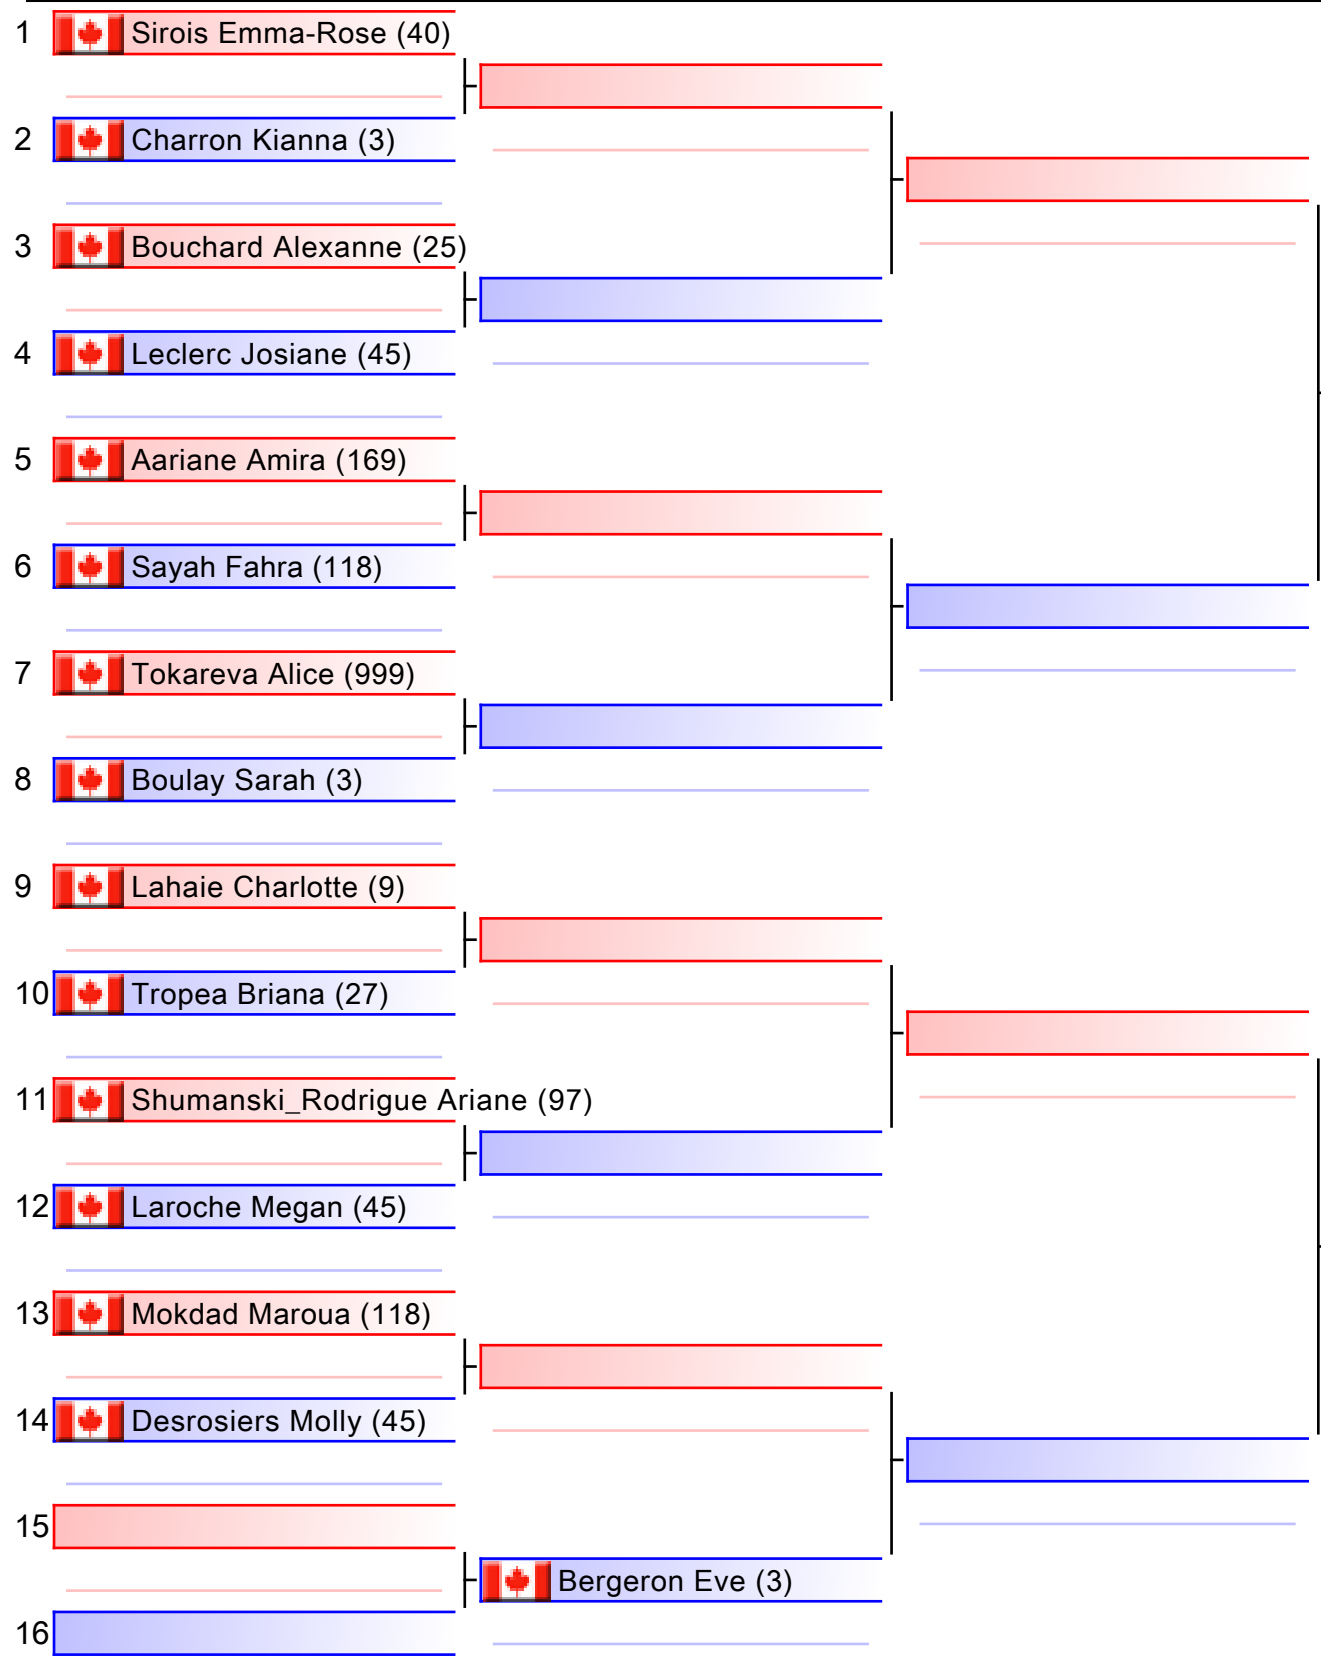 1 Sirois Emma-Rose (40)
2 Charron Kianna (3)
3 Bouchard Alexanne (25)
4 Leclerc Josiane (45)
5 Aariane Amira (169)
6 Sayah Fahra (118)
7 Tokareva Alice (999)
8 Boulay Sarah (3)
9 Lahaie Charlotte (9)
10 Tropea Briana (27)
11 Shumanski_Rodrigue Ariane (97)
12 Laroche Megan (45)
13 Mokdad Maroua (118)
14 Desrosiers Molly (45)
15
Bergeron Eve (3)
16